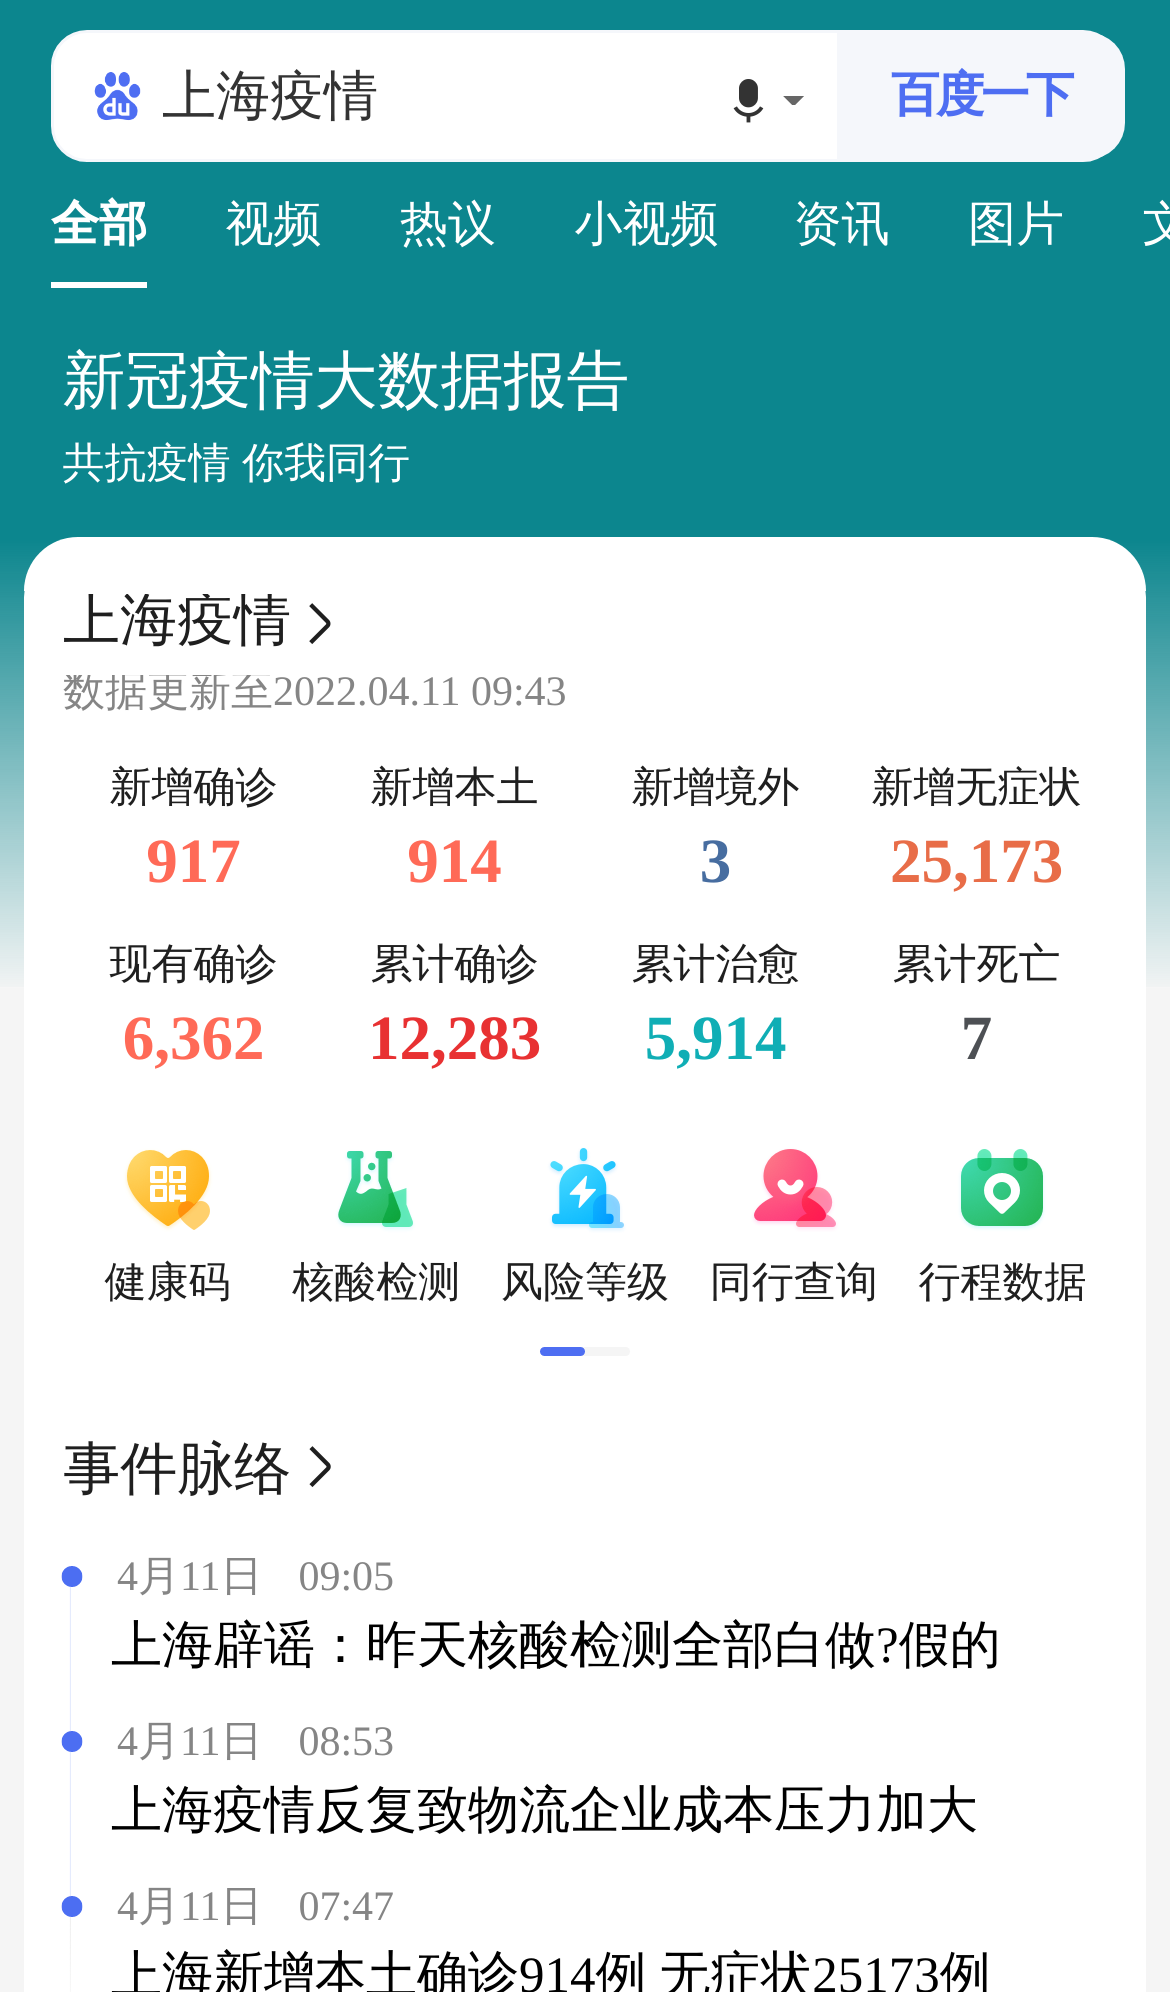 du 上海疫情 百度一下
全部 视频 热议 小视频 资讯 图片
新冠疫情大数据报告
共抗疫情 你我同行
上海疫情
数据更新至2022.04.11 09:43
新增确诊 新增本土 新增境外 新增无症状
917 914 3 25,173
现有确诊 累计确诊 累计治愈 累计死亡
6,362 12,283 5,914 7
健康码 核酸检测 风险等级 同行查询 行程数据
事件脉络
4月11日 09:05
上海辟谣：昨天核酸检测全部白做?假的
4月11日 08:53
上海疫情反复致物流企业成本压力加大
4月11日 07:47
上海新增本土确诊914例 无症状25173例